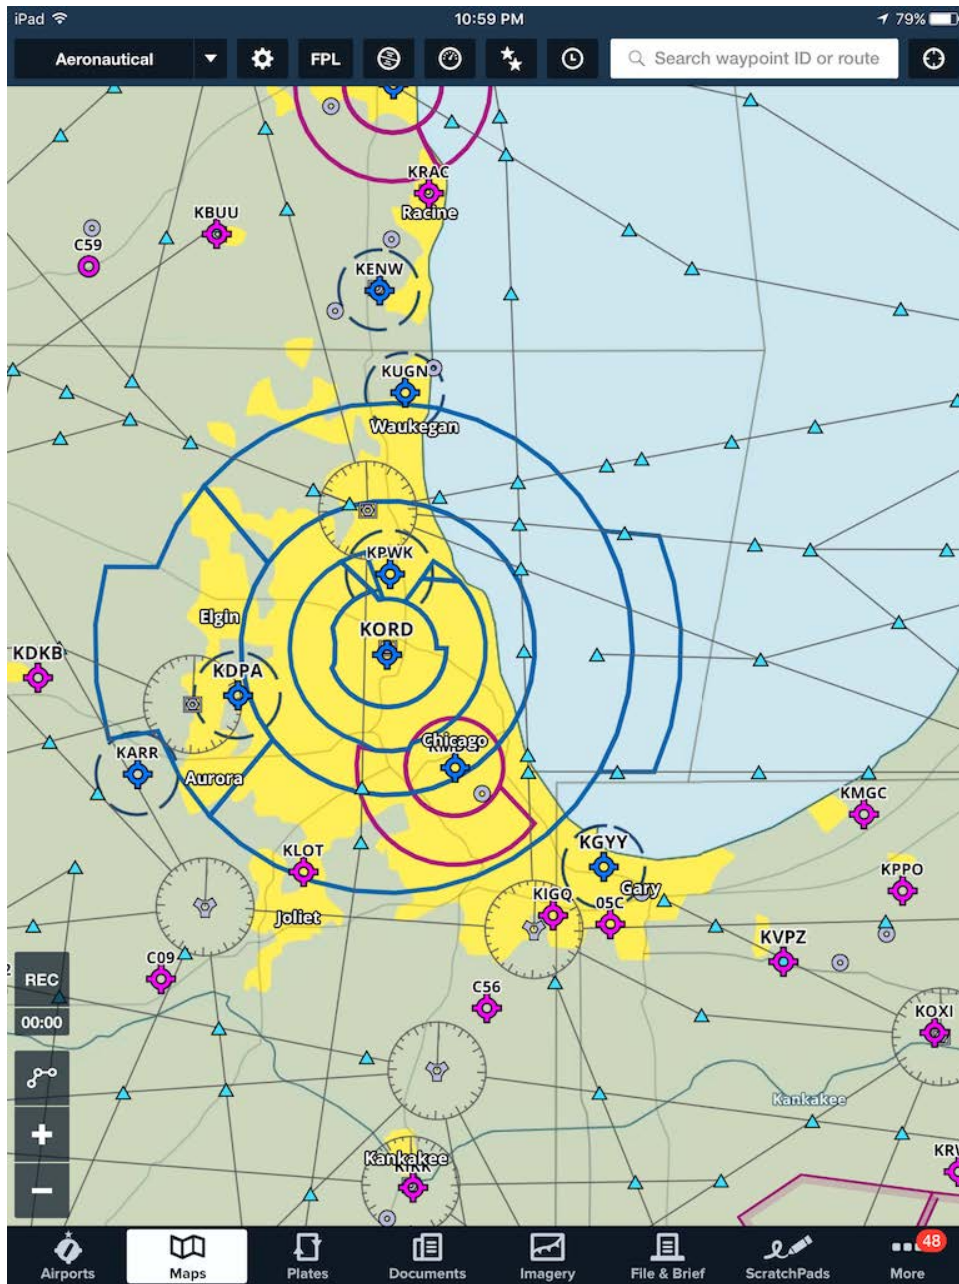 iPad 10:59 PM 79%
Aeronautical FPL Search waypoint ID or route
KRAC
Racine
KBUU
C59
KENW
KUGN
Waukegan
KPWK
Elgin
KORD
KDKB
KDPA
Chicago
KARR
Aurora
KMGC
KLOT
KGYY
KPPO
Gary
KIGQ
05C
Joliet
KVPZ
C09
REC
C56
KOXI
00:00
Kankakee
Kankakee
Airports Maps Plates Documents Imagery File & Brief ScratchPads More 48